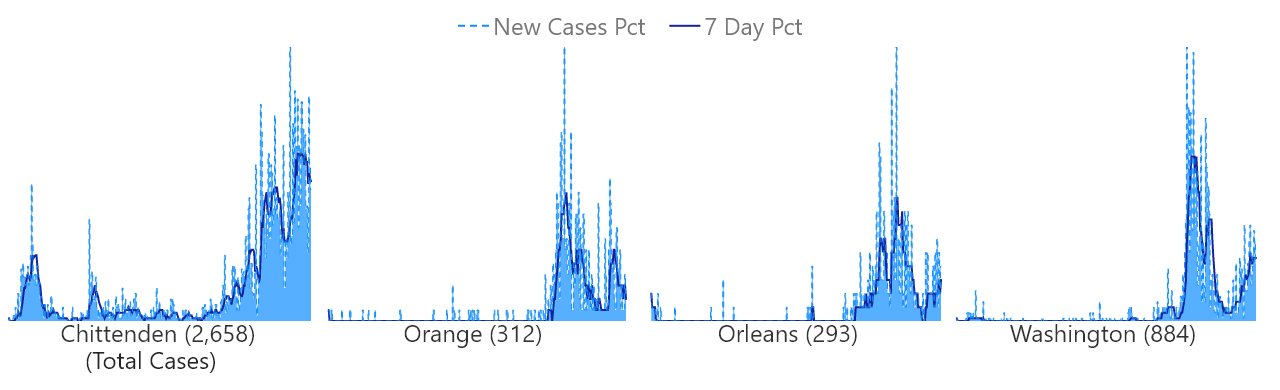 New Cases Pct 7 Day Pct
Chittenden (2,658) Orange (312) Orleans (293) Washington (884)
(Total Cases)